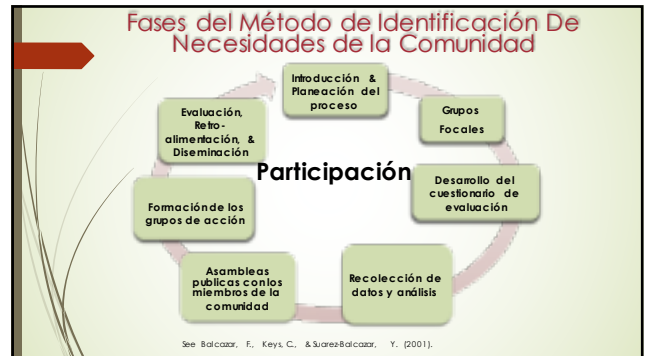 Fases del Método de Identificación De
Necesidades de la Comunidad
Introducción &
Planeación del
proceso
Grupos
Focales
Desarrollo del
cuestionario de
evaluación
Recolección de
datos y análisis
Asambleas
publicas con los
miembros de la
comunidad
Formación de los
grupos de acción
Evaluación,
Retro-
alimentación, &
Diseminación
Participación
See Balcazar, F., Keys, C., & Suarez-Balcazar, Y. (2001).